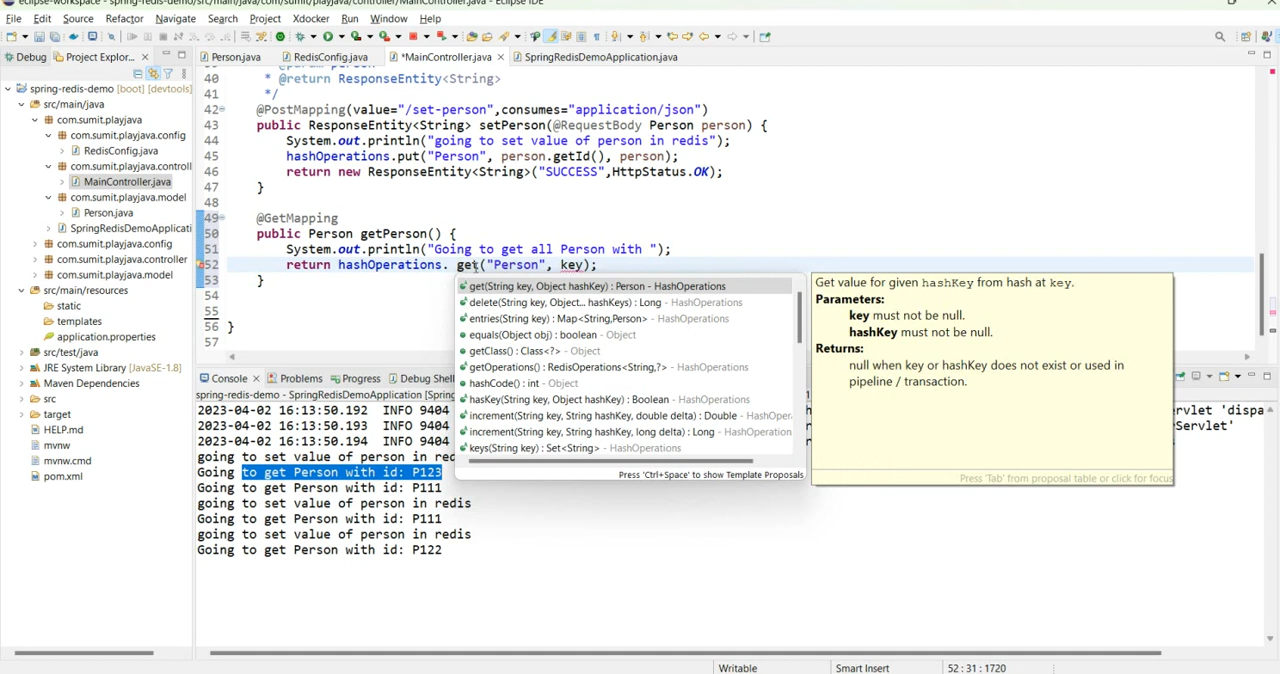 eclipse-workspace - spring-redis-demo/src/main/java/com/sumit/playjava/controller/MainController.java - Eclipse IDE
File Edit Source Refactor Navigate Search Project Xdocker Run Window Help
Debug Project Explor...
Person.java RedisConfig.java *MainController.java SpringRedisDemoApplication.java
spring-redis-demo [boot] [devtools]
src/main/java
com.sumit.playjava
com.sumit.playjava.config
RedisConfig.java
com.sumit.playjava.controll
MainController.java
com.sumit.playjava.model
Person.java
SpringRedisDemoApplicati
com.sumit.playjava.config
com.sumit.playjava.controller
com.sumit.playjava.model
src/main/resources
static
templates
application.properties
src/test/java
JRE System Library [JavaSE-1.8]
Maven Dependencies
src
target
HELP.md
mvnw
mvnw.cmd
pom.xml
40 * @return ResponseEntity<String>
41 */
42 @PostMapping(value="/set-person",consumes="application/json")
43 public ResponseEntity<String> setPerson(@RequestBody Person person) {
44 System.out.println("going to set value of person in redis");
45 hashOperations.put("Person", person.getId(), person);
46 return new ResponseEntity<String>("SUCCESS",HttpStatus.OK);
47 }
48
49 @GetMapping
50 public Person getPerson() {
51 System.out.println("Going to get all Person with ");
52 return hashOperations. get("Person", key);
53 }
54
55
56 }
57
get(String key, Object hashKey) : Person - HashOperations
delete(String key, Object... hashKeys) : Long - HashOperations
entries(String key) : Map<String,Person> - HashOperations
equals(Object obj) : boolean - Object
getClass() : Class<?> - Object
getOperations() : RedisOperations<String,?> - HashOperations
hashCode() : int - Object
hasKey(String key, Object hashKey) : Boolean - HashOperations
increment(String key, String hashKey, double delta) : Double - HashOper
increment(String key, String hashKey, long delta) : Long - HashOperation
keys(String key) : Set<String> - HashOperations
Press 'Ctrl+Space' to show Template Proposals
Get value for given hashKey from hash at key.
Parameters:
key must not be null.
hashKey must not be null.
Returns:
null when key or hashKey does not exist or used in
pipeline / transaction.
Press 'Tab' from proposal table or click for focus
Console Problems Progress Debug Shell
spring-redis-demo - SpringRedisDemoApplication [Spring
2023-04-02 16:13:50.192 INFO 9404
2023-04-02 16:13:50.193 INFO 9404
2023-04-02 16:13:50.194 INFO 9404
ervlet 'dispa
rServlet'
going to set value of person in red
Going to get Person with id: P123
Going to get Person with id: P111
going to set value of person in redis
Going to get Person with id: P111
going to set value of person in redis
Going to get Person with id: P122
Writable Smart Insert 52 : 31 : 1720